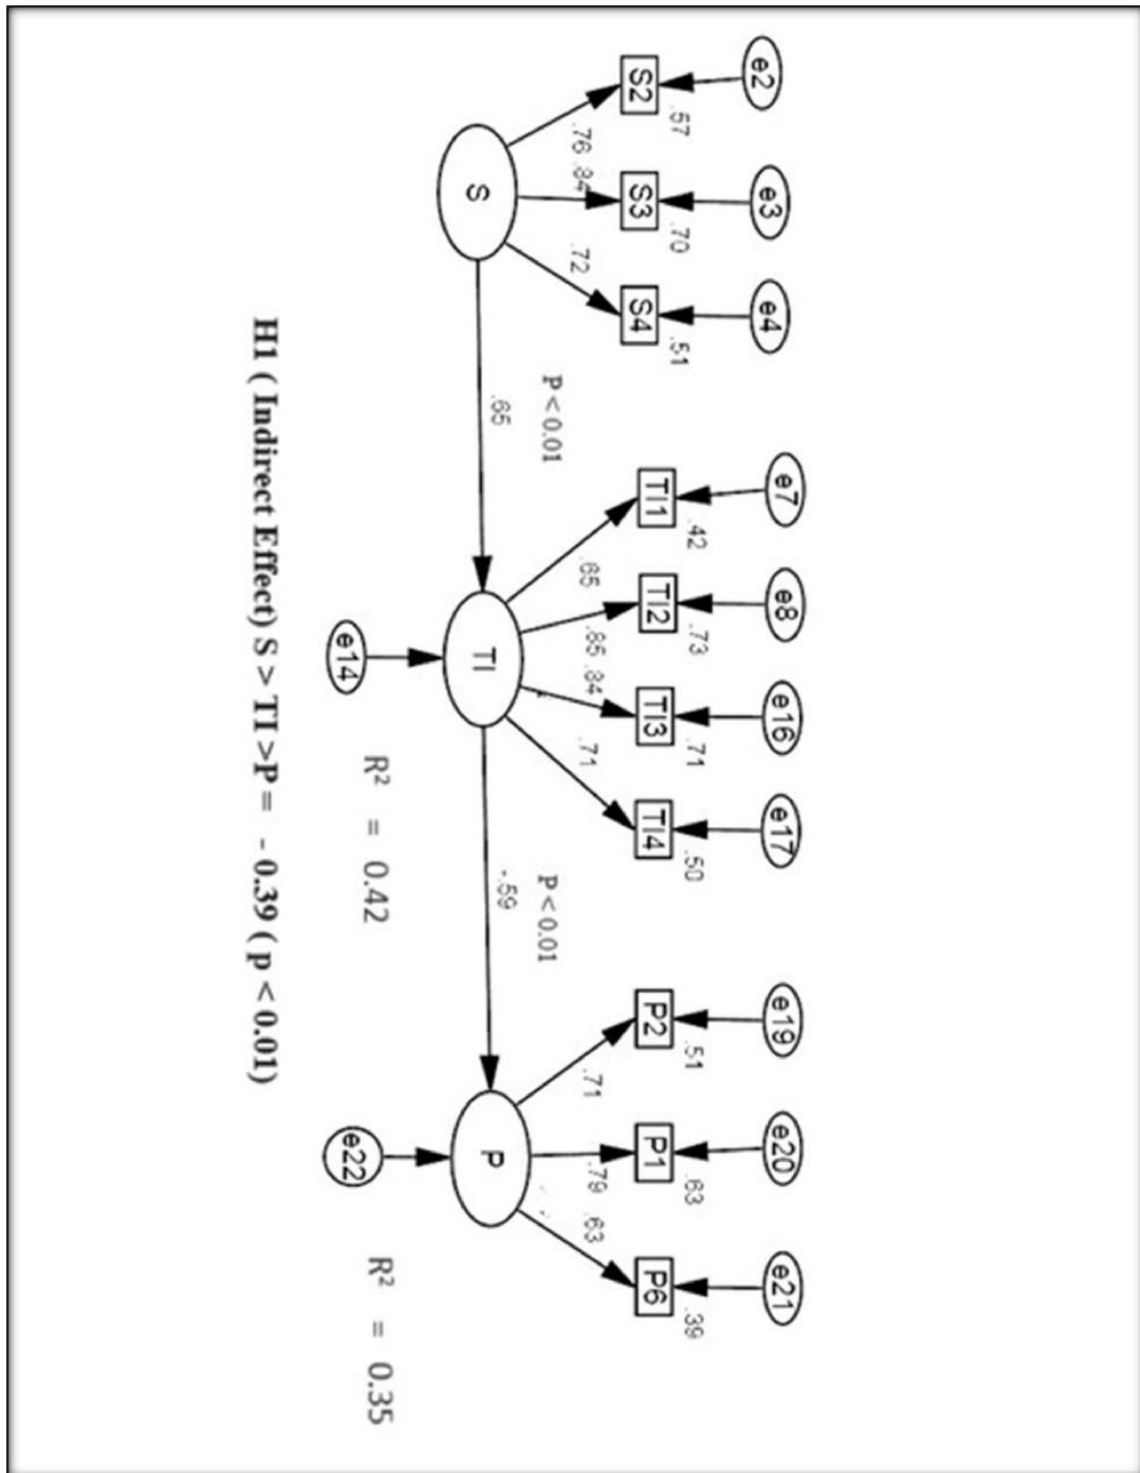 e2 e3 e4 e7 e8 e16 e17 e19 e20 e21
.57 .70 .51 .42 .73 .71 .50 .51 .63 .39
S2 S3 S4 TI1 TI2 TI3 TI4 P2 P1 P6
.76 .84 .72 .65 .85 .84 .71 .71 .79 .63
P < 0.01 P < 0.01
.65 -.59
S TI P
e14 e22
R² = 0.42 R² = 0.35
H1 ( Indirect Effect) S > TI >P = - 0.39 ( p < 0.01)